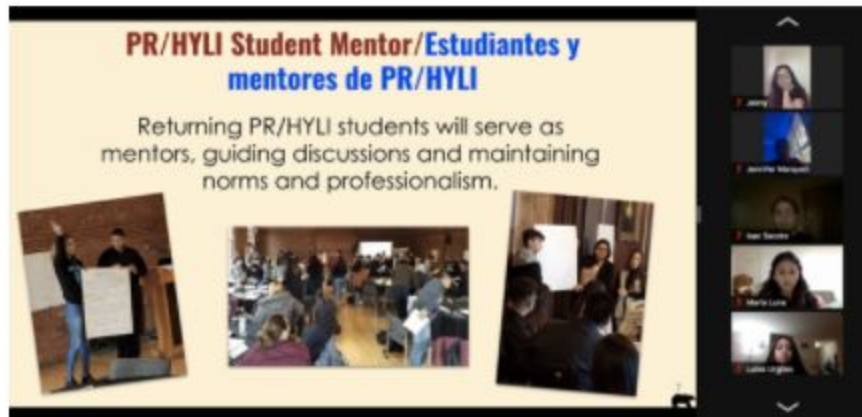 PR/HYLI Student Mentor/Estudiantes y
mentores de PR/HYLI
Returning PR/HYLI students will serve as
mentors, guiding discussions and maintaining
norms and professionalism.
Jenny
Jennifer Marquez
Maria Luna